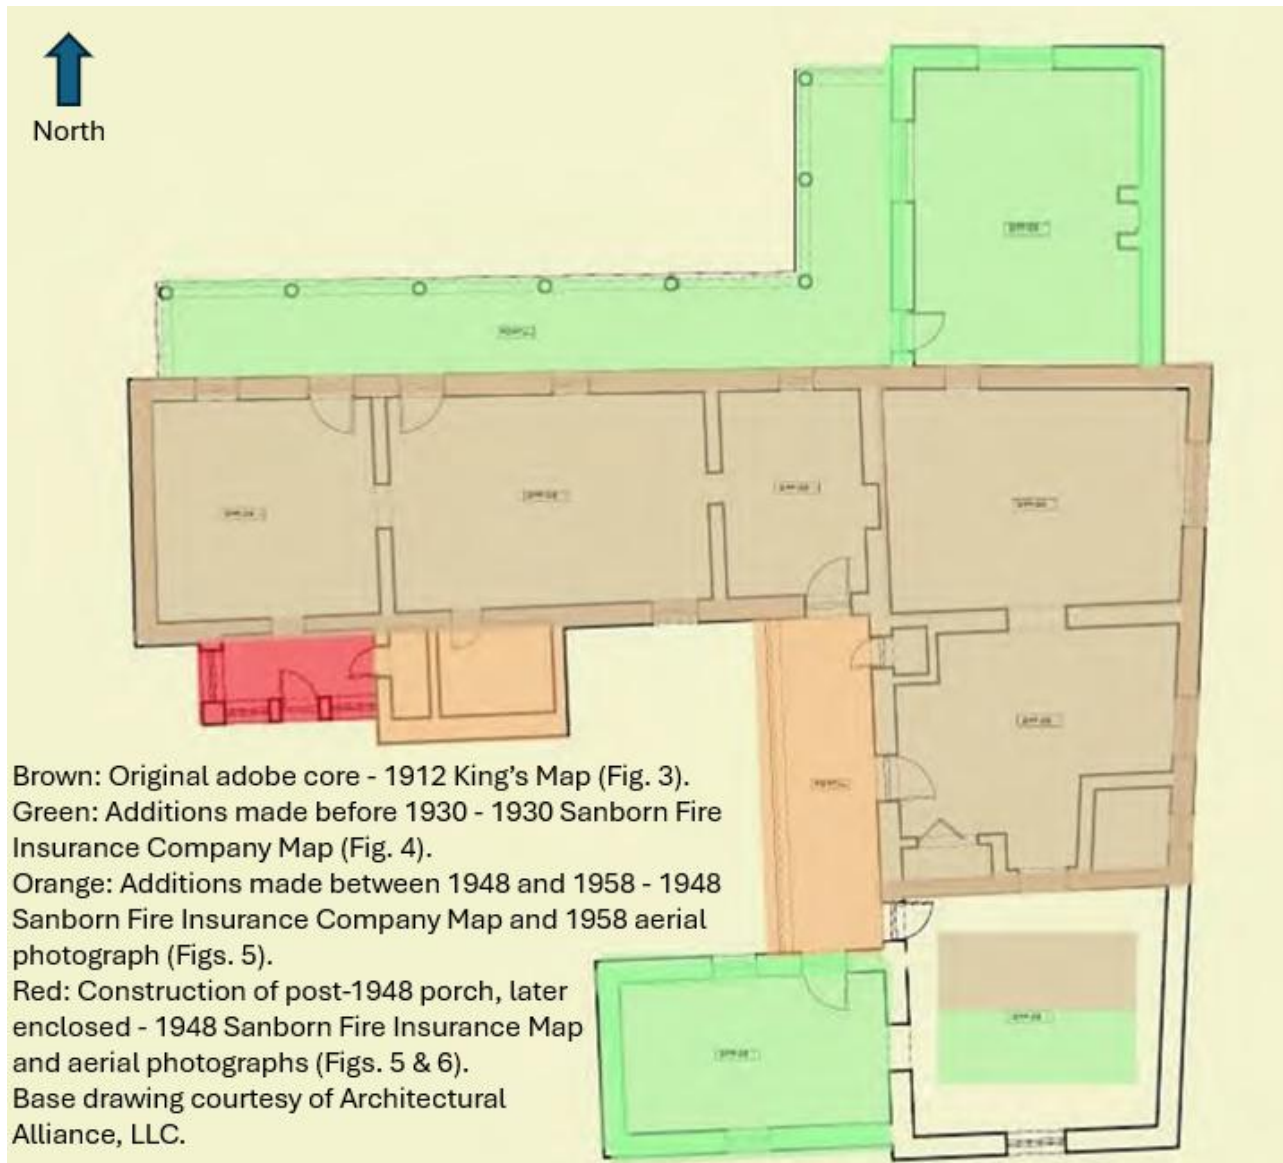 North
Brown: Original adobe core - 1912 King's Map (Fig. 3).
Green: Additions made before 1930 - 1930 Sanborn Fire
Insurance Company Map (Fig. 4).
Orange: Additions made between 1948 and 1958 - 1948
Sanborn Fire Insurance Company Map and 1958 aerial
photograph (Figs. 5).
Red: Construction of post-1948 porch, later
enclosed - 1948 Sanborn Fire Insurance Map
and aerial photographs (Figs. 5 & 6).
Base drawing courtesy of Architectural
Alliance, LLC.